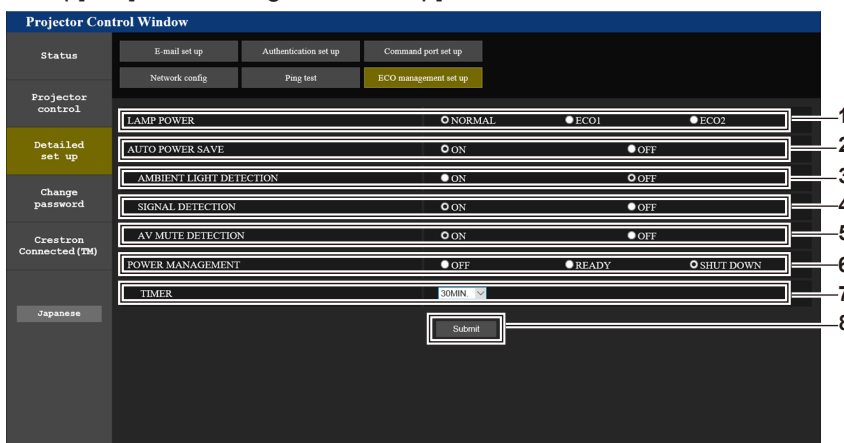 Projector Control Window
Status
E-mail set up
Authentication set up
Command port set up
Network config
Ping test
ECO management set up
Projector
control
Detailed
set up
Change
password
Crestron
Connected(TM)
Japanese
LAMP POWER NORMAL ECO1 ECO2 1
AUTO POWER SAVE ON OFF 2
AMBIENT LIGHT DETECTION ON OFF 3
SIGNAL DETECTION ON OFF 4
AV MUTE DETECTION ON OFF 5
POWER MANAGEMENT OFF READY SHUT DOWN 6
TIMER 30MIN. 7
Submit 8